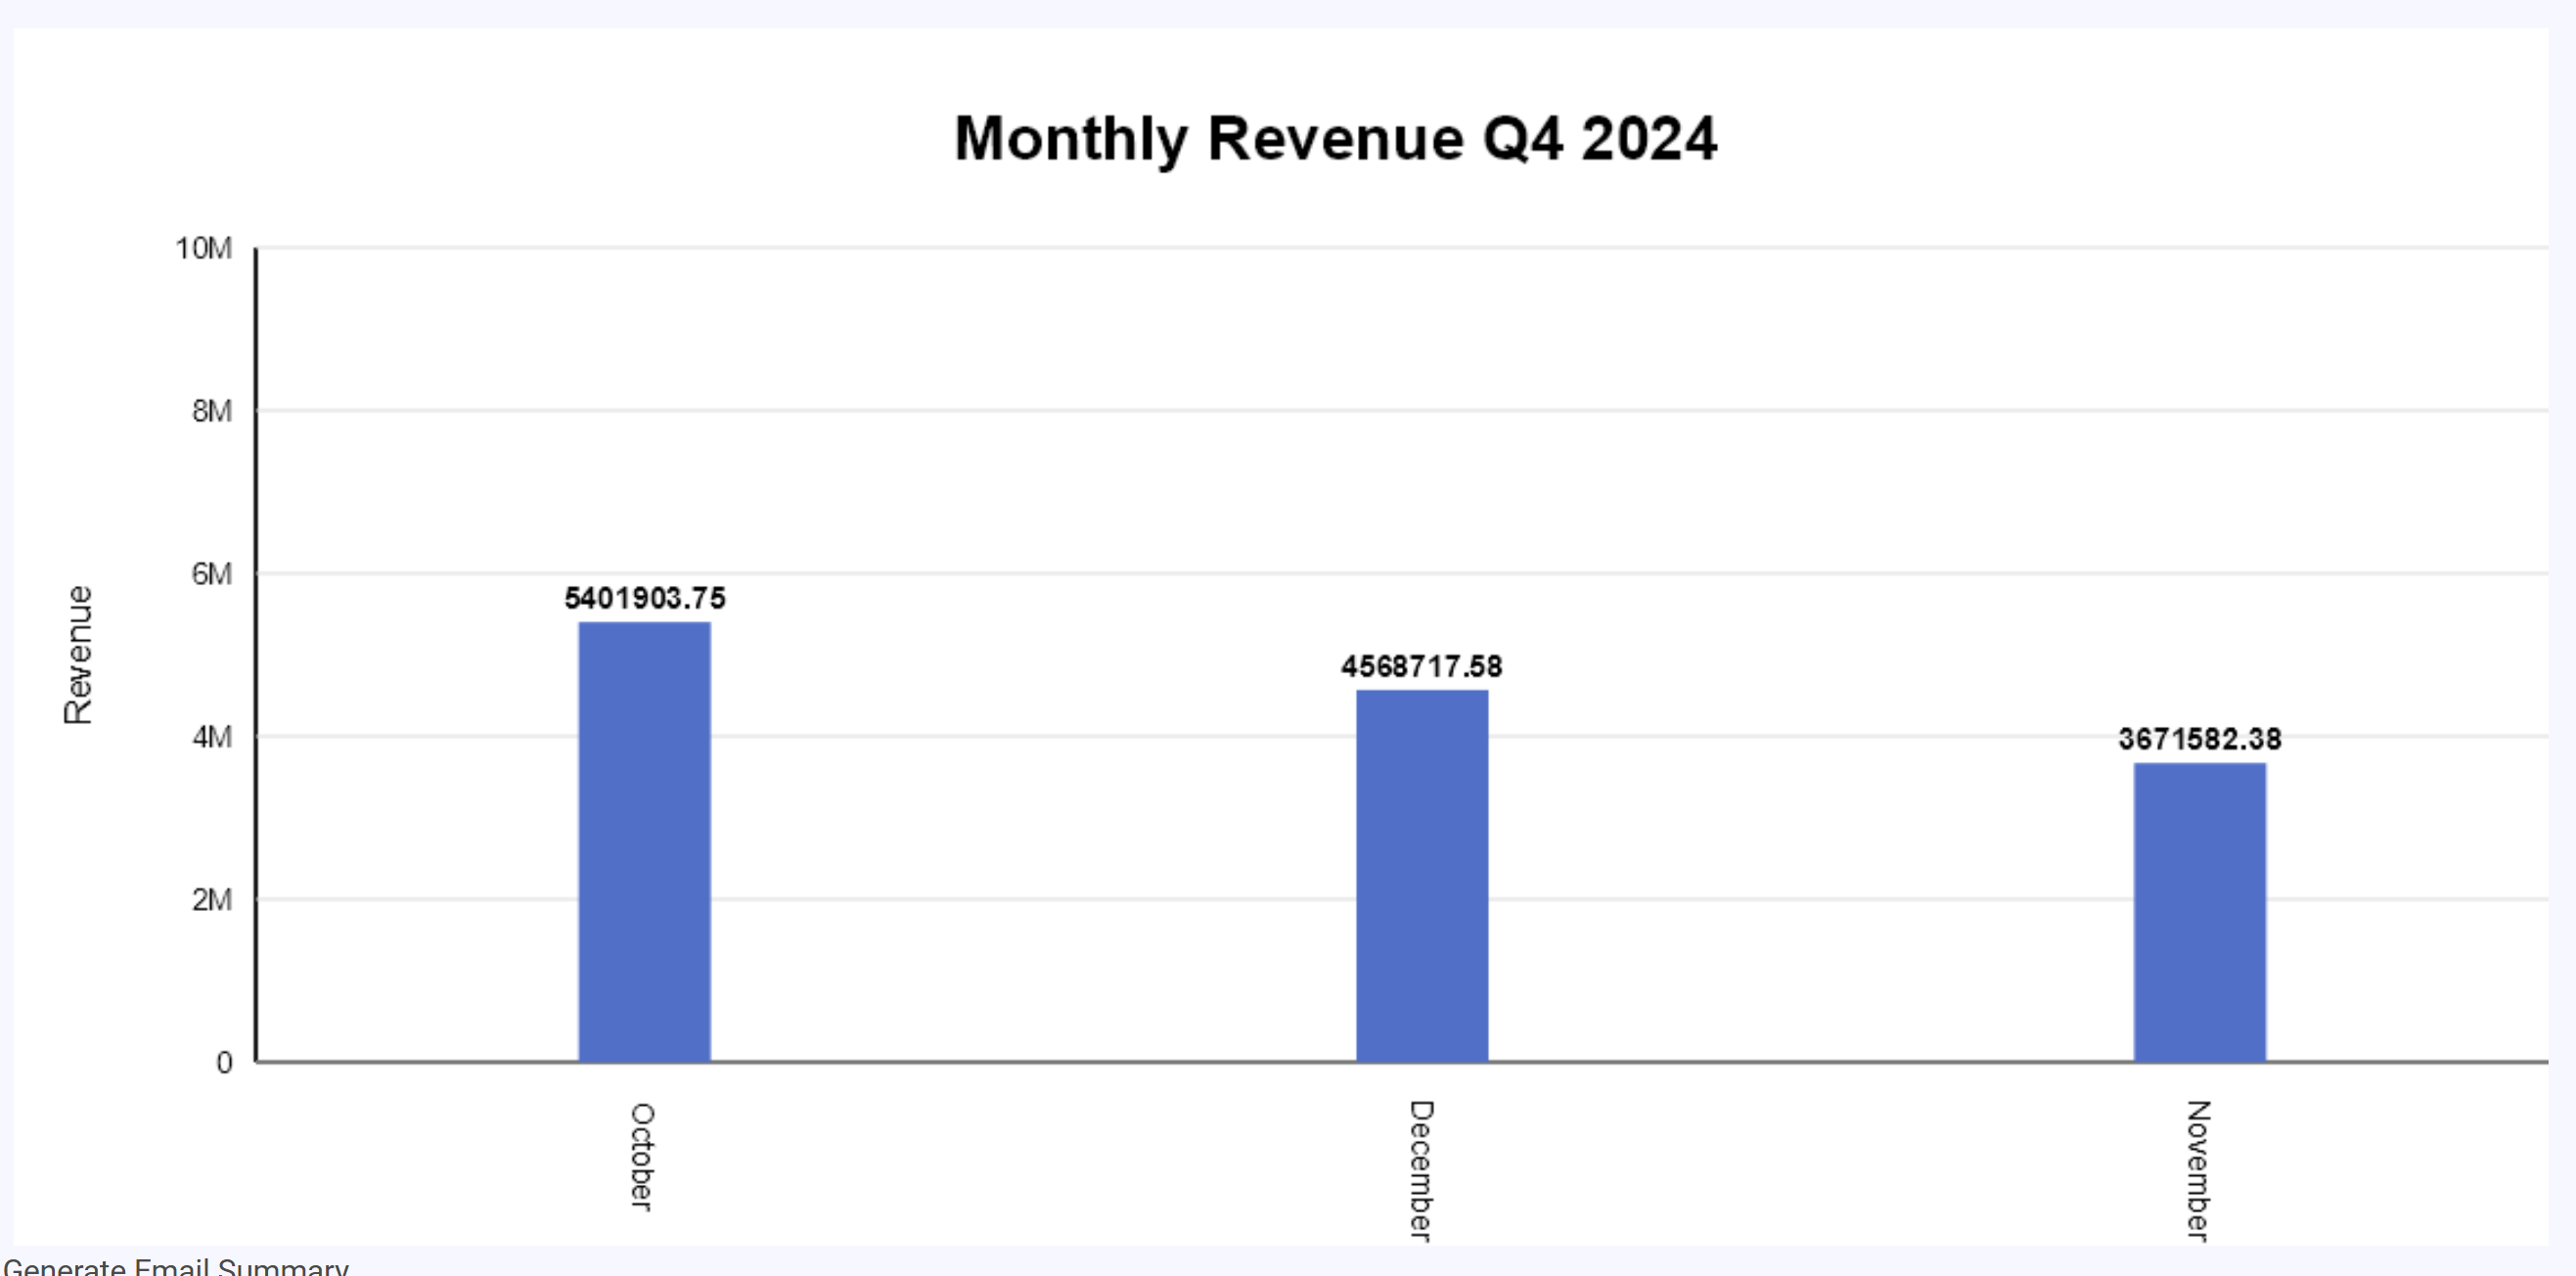 Monthly Revenue Q4 2024
10M
8M
6M
4M
2M
0
Revenue
5401903.75
4568717.58
3671582.38
October
December
November
Generate Email Summary